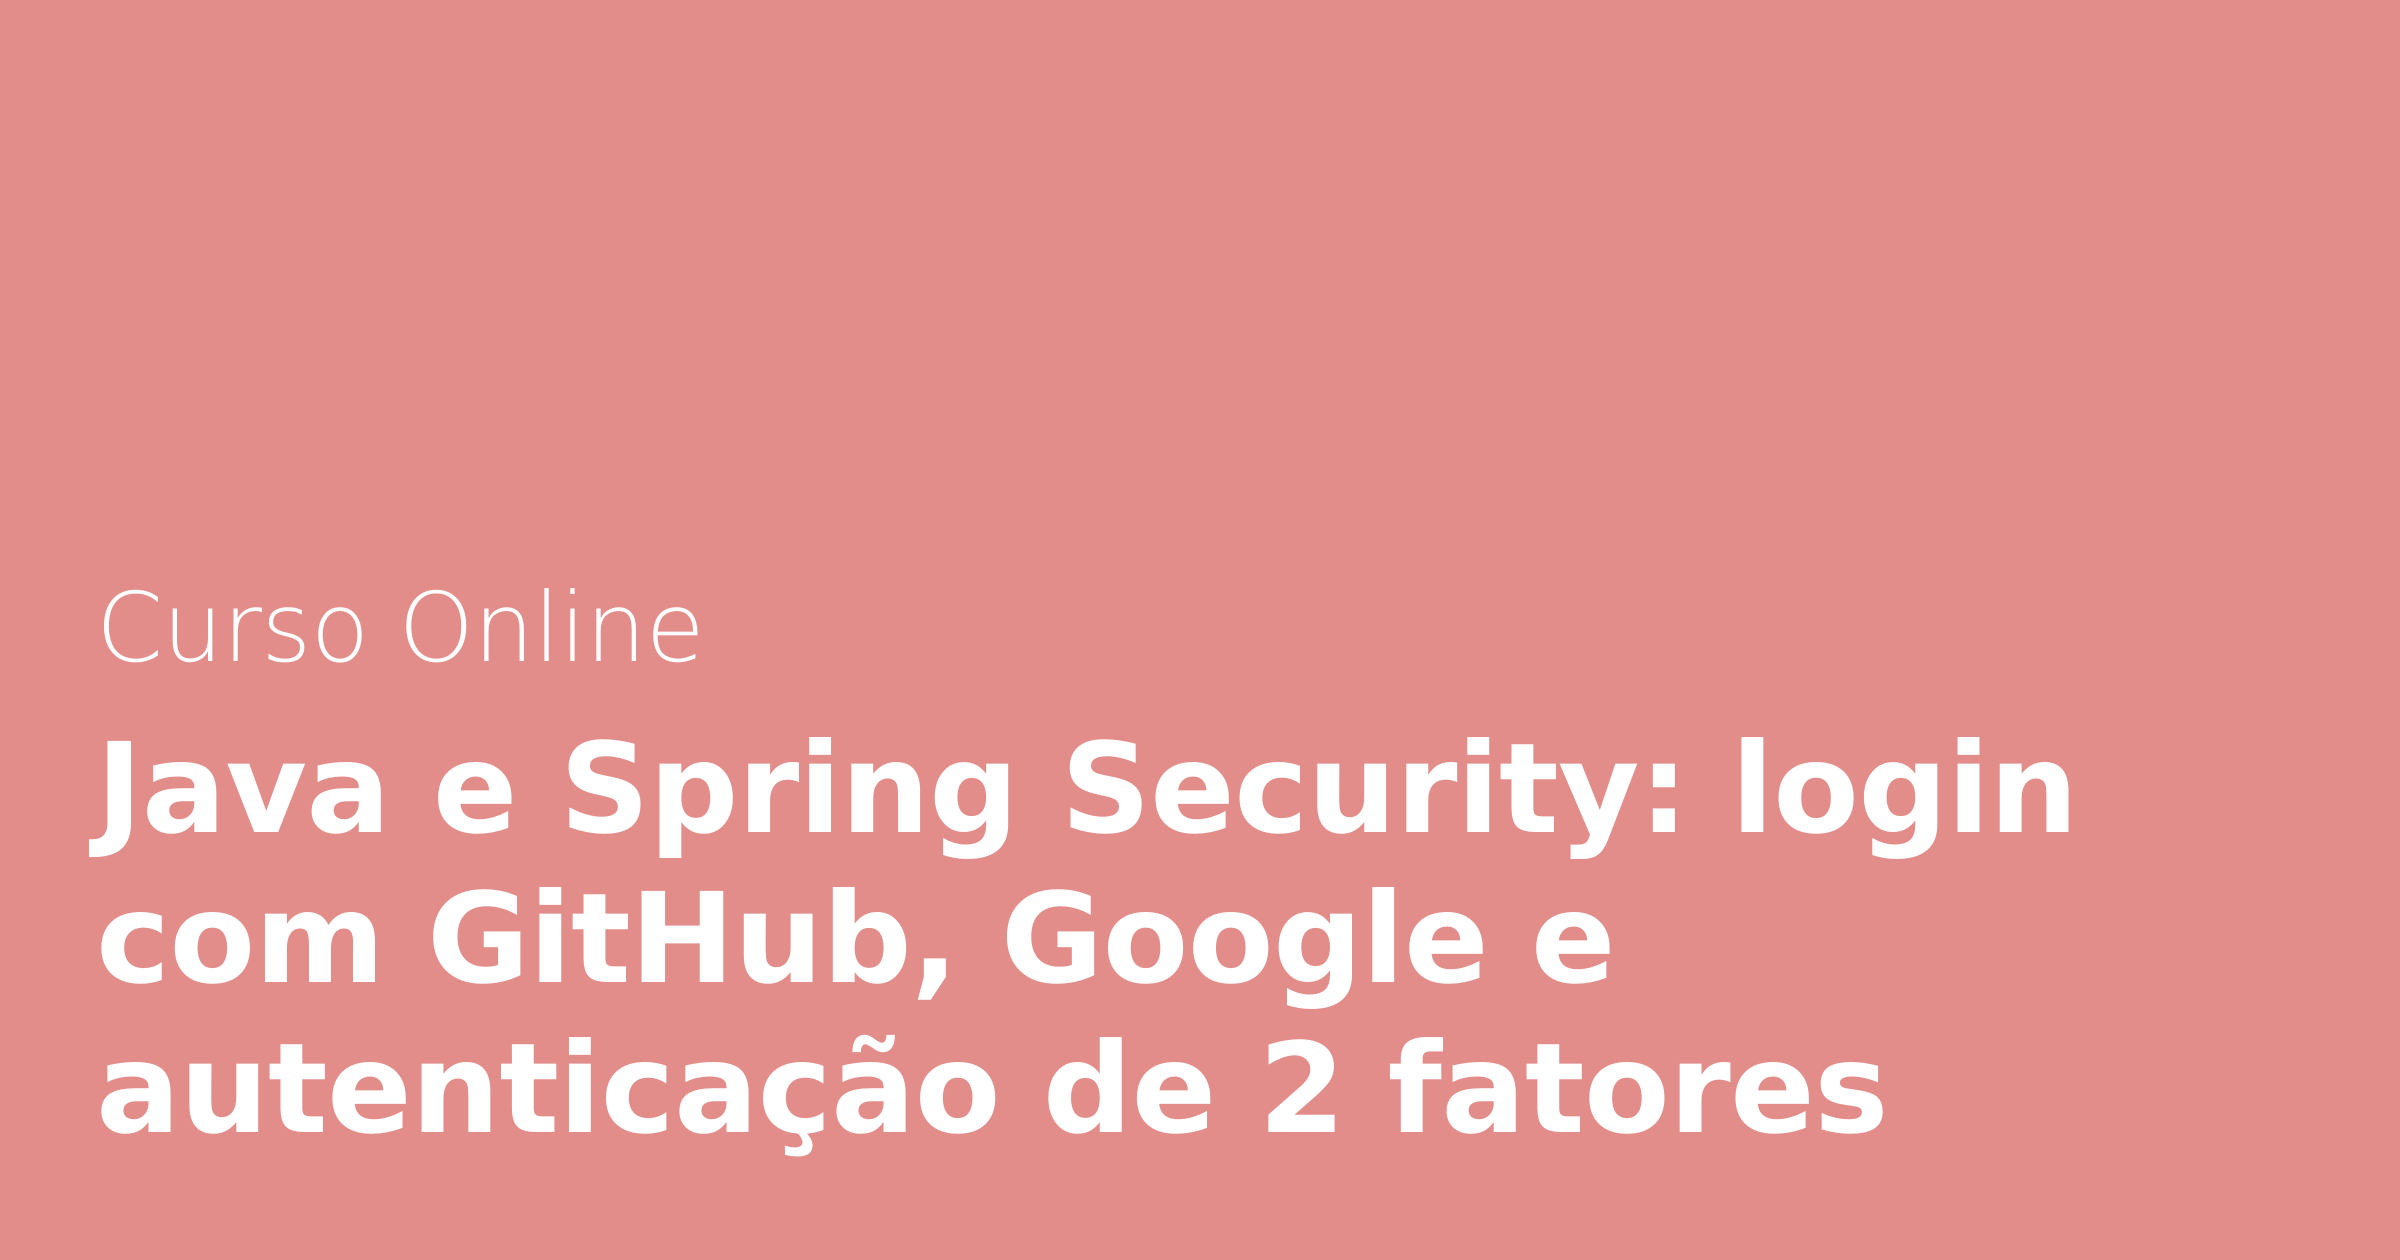 Curso Online
Java e Spring Security: login
com GitHub, Google e
autenticação de 2 fatores